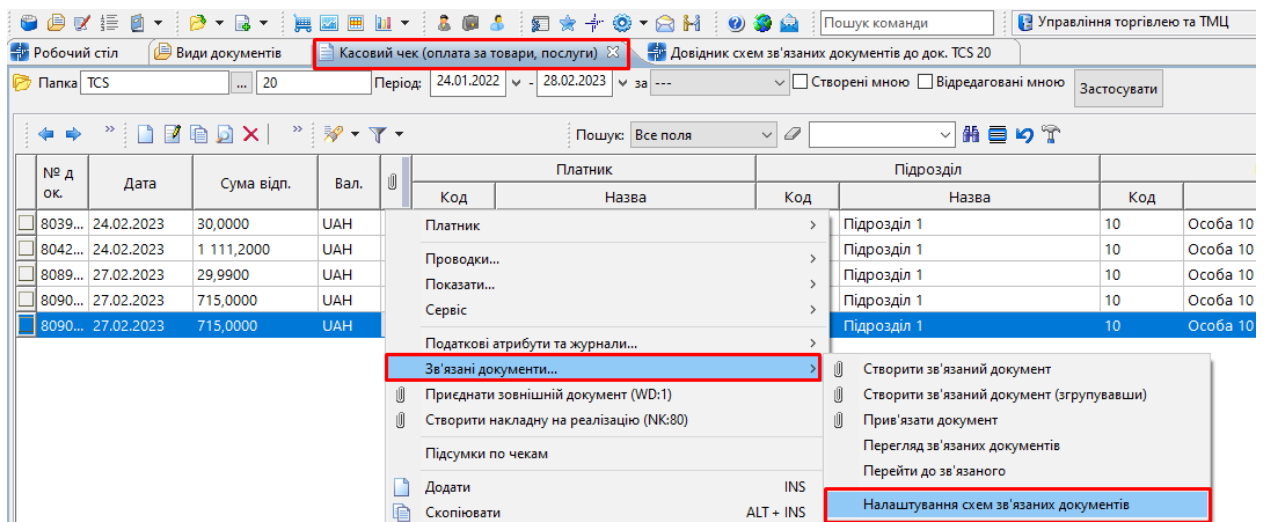 Пошук команди Управління торгівлею та ТМЦ
Робочий стіл Види документів Касовий чек (оплата за товари, послуги) Довідник схем зв'язаних документів до док. TCS 20
Папка TCS ... 20 Період: 24.01.2022 - 28.02.2023 за --- Створені мною Відредаговані мною Застосувати
Пошук: Все поля
№ д ок. Дата Сума відп. Вал. Платник Підрозділ
Код Назва Код Назва Код
8039... 24.02.2023 30,0000 UAH Підрозділ 1 10 Особа 10
8042... 24.02.2023 1 111,2000 UAH Підрозділ 1 10 Особа 10
8089... 27.02.2023 29,9900 UAH Підрозділ 1 10 Особа 10
8090... 27.02.2023 715,0000 UAH Підрозділ 1 10 Особа 10
8090... 27.02.2023 715,0000 UAH Підрозділ 1 10 Особа 10
Платник
Проводки...
Показати...
Сервіс
Податкові атрибути та журнали...
Зв'язані документи...
Приєднати зовнішній документ (WD:1)
Створити накладну на реалізацію (NK:80)
Підсумки по чекам
Додати INS
Скопіювати ALT + INS
Створити зв'язаний документ
Створити зв'язаний документ (згрупувавши)
Прив'язати документ
Перегляд зв'язаних документів
Перейти до зв'язаного
Налаштування схем зв'язаних документів